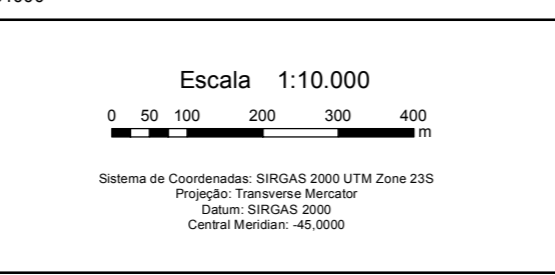 Escala 1:10.000
0 50 100 200 300 400
m
Sistema de Coordenadas: SIRGAS 2000 UTM Zone 23S
Projeção: Transverse Mercator
Datum: SIRGAS 2000
Central Meridian: -45,0000